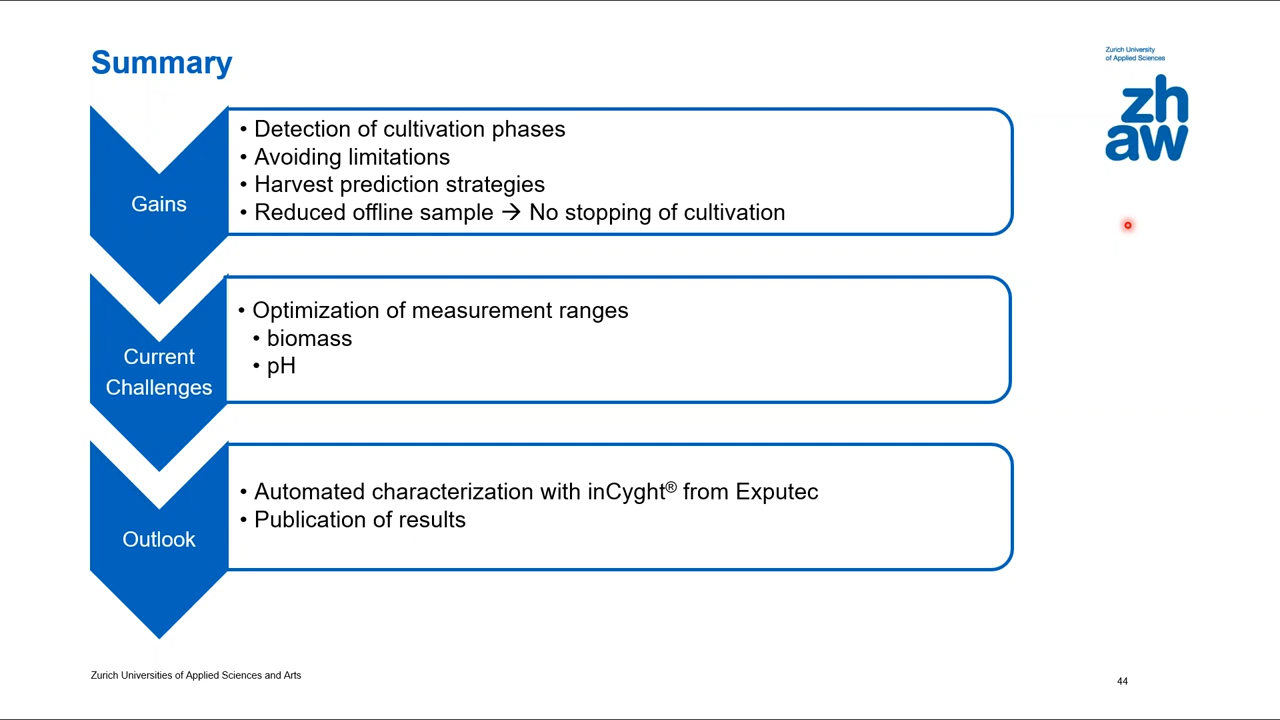 Summary
Zurich University
of Applied Sciences
zh
aw
Gains
• Detection of cultivation phases
• Avoiding limitations
• Harvest prediction strategies
• Reduced offline sample → No stopping of cultivation
Current
Challenges
• Optimization of measurement ranges
• biomass
• pH
Outlook
• Automated characterization with inCyght® from Exputec
• Publication of results
Zurich Universities of Applied Sciences and Arts
44